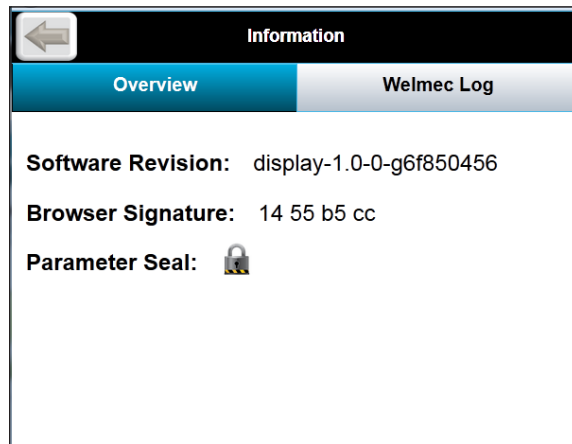 Information
Overview Welmec Log
Software Revision: display-1.0-0-g6f850456
Browser Signature: 14 55 b5 cc
Parameter Seal: